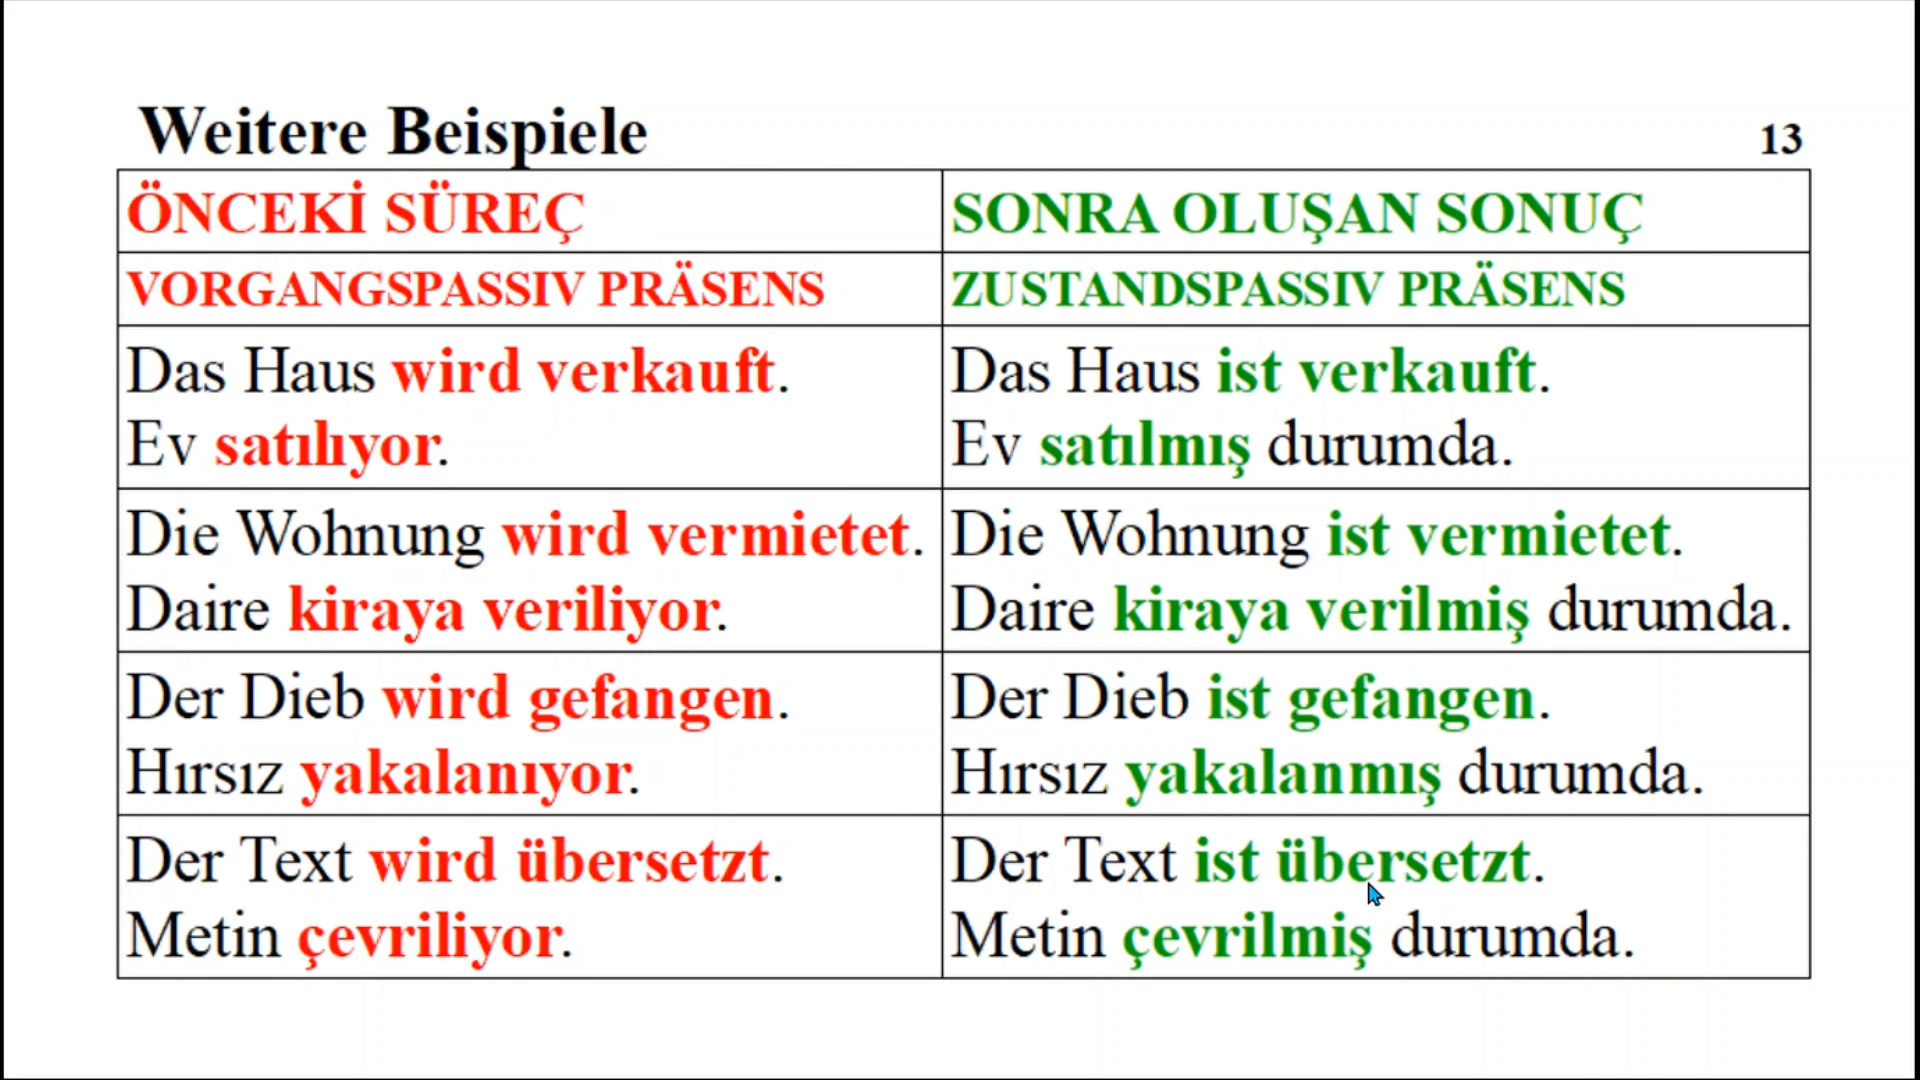 Weitere Beispiele
13
ÖNCEKİ SÜREÇ
SONRA OLUŞAN SONUÇ
VORGANGSPASSIV PRÄSENS
ZUSTANDSPASSIV PRÄSENS
Das Haus wird verkauft.
Ev satılıyor.
Das Haus ist verkauft.
Ev satılmış durumda.
Die Wohnung wird vermietet.
Daire kiraya veriliyor.
Die Wohnung ist vermietet.
Daire kiraya verilmiş durumda.
Der Dieb wird gefangen.
Hırsız yakalanıyor.
Der Dieb ist gefangen.
Hırsız yakalanmış durumda.
Der Text wird übersetzt.
Metin çevriliyor.
Der Text ist übersetzt.
Metin çevrilmiş durumda.